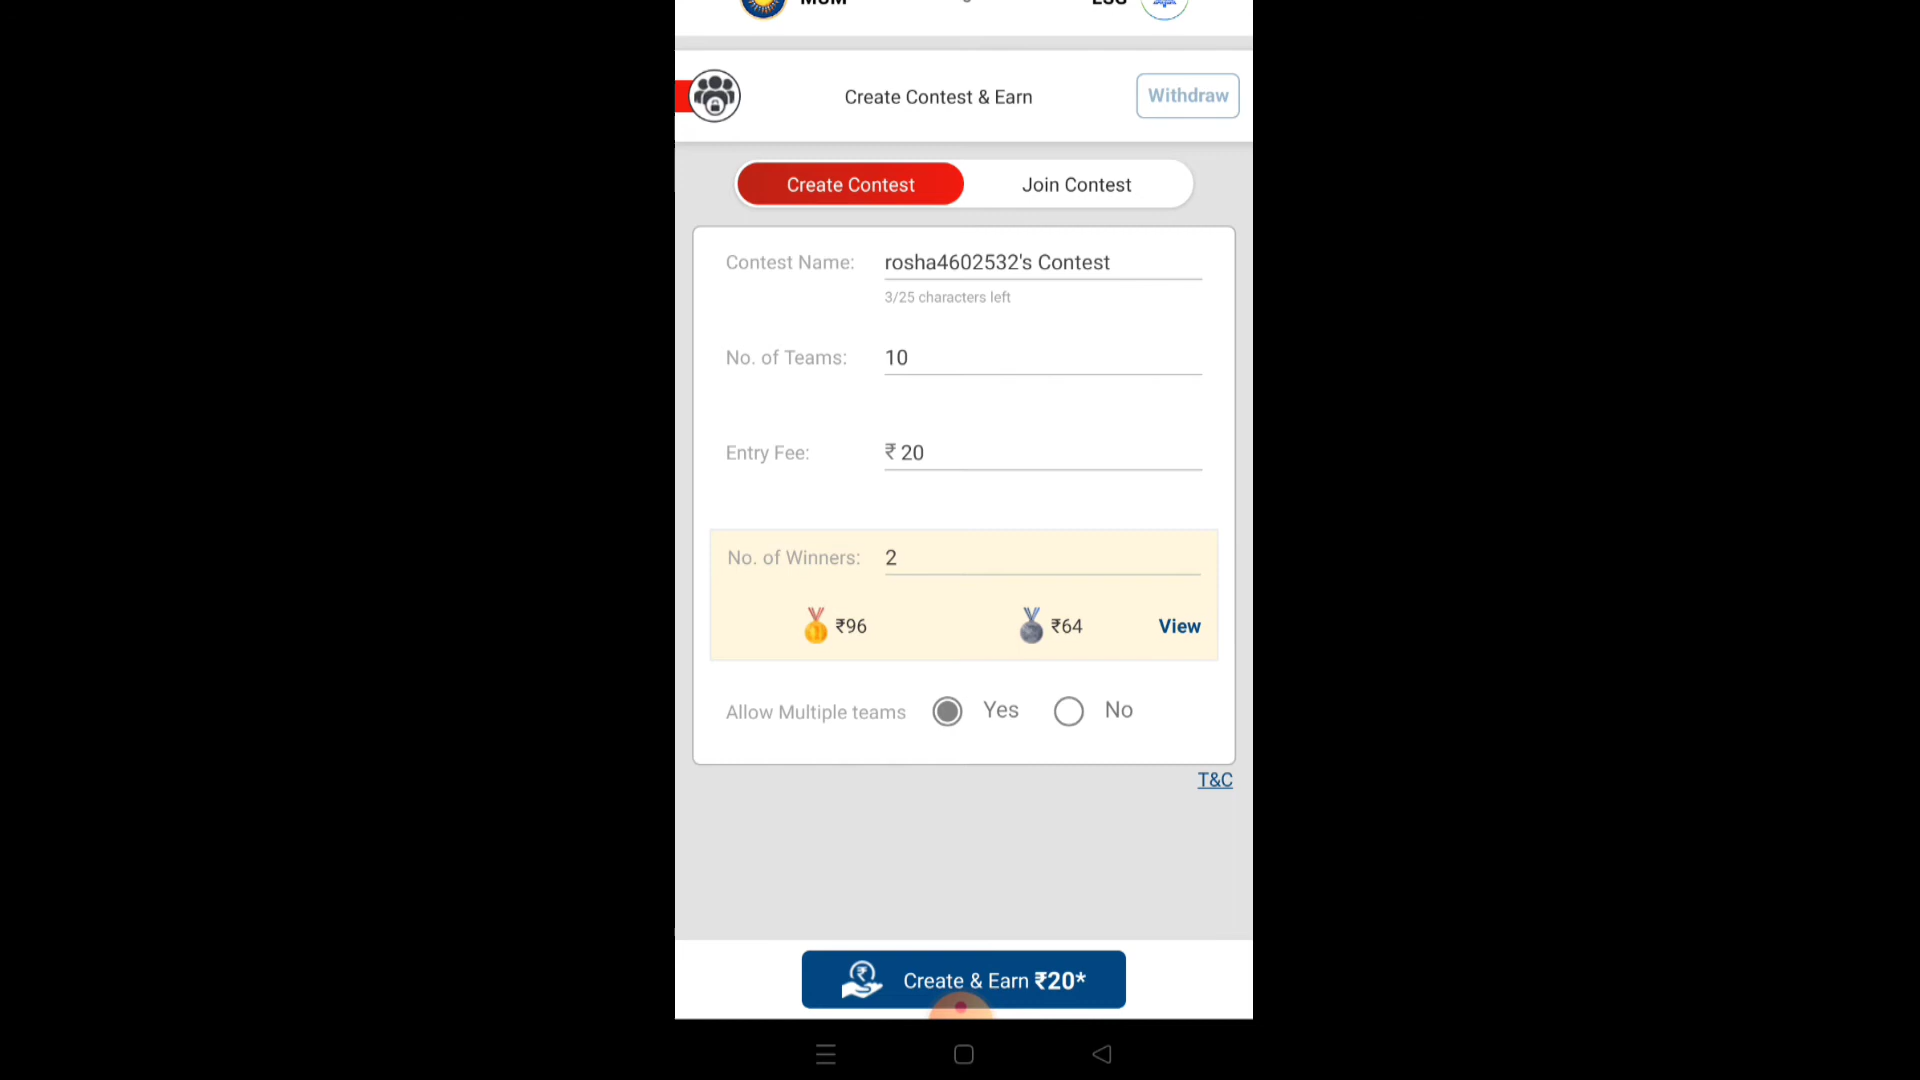 Create Contest & Earn
Withdraw
Create Contest
Join Contest
Contest Name: rosha4602532's Contest
3/25 characters left
No. of Teams: 10
Entry Fee: ₹ 20
No. of Winners: 2
₹96 ₹64 View
Allow Multiple teams Yes No
T&C
Create & Earn ₹20*